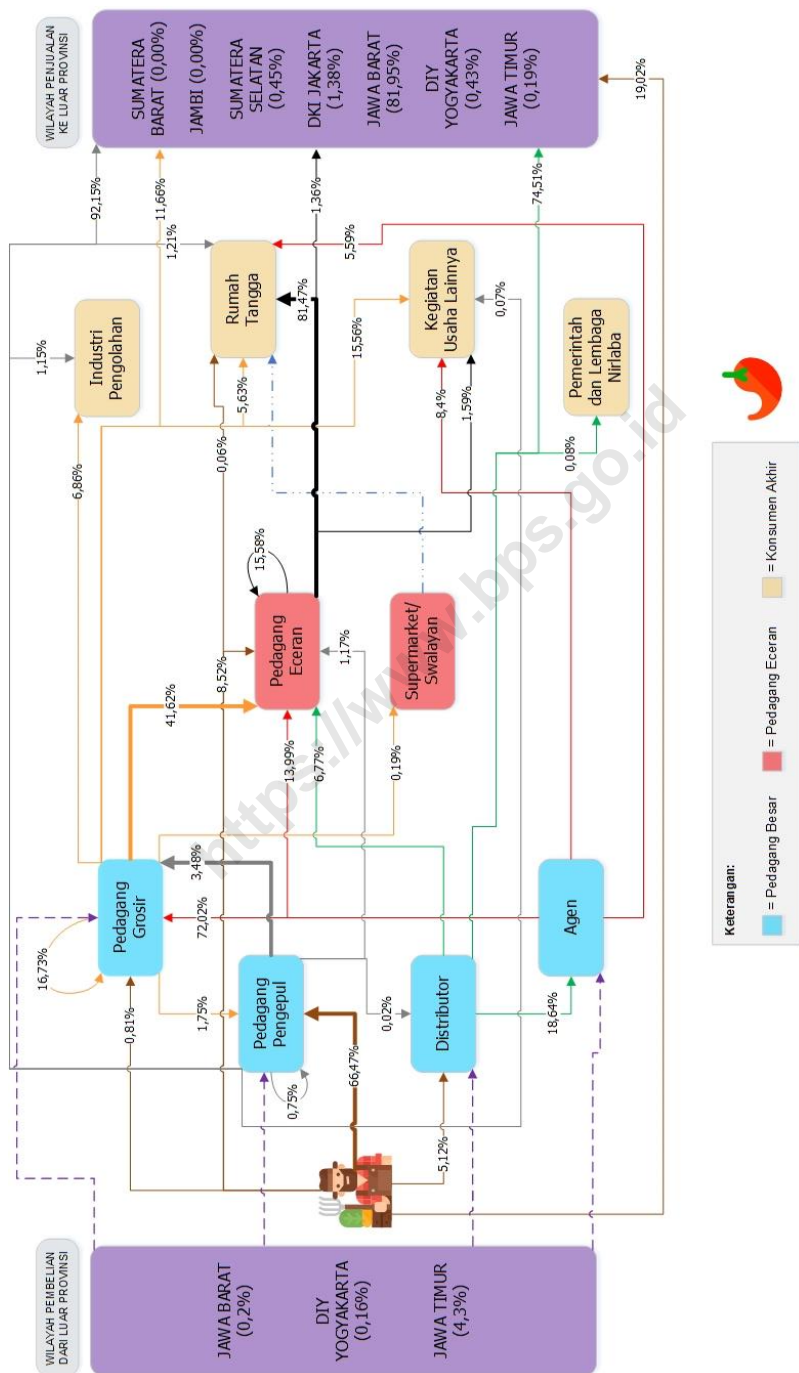 WILAYAH PEMBELIAN
DARI LUAR PROVINSI
JAWA BARAT
(0,2%)
DIY
YOGYAKARTA
(0,16%)
JAWA TIMUR
(4,3%)
0,81%
8,52%
66,47%
5,12%
19,02%
16,73%
Pedagang
Grosir
1,75%
Pedagang
Pengepul
0,75%
3,48%
72,02%
0,02%
Distributor
18,64%
Agen
41,62%
13,99%
6,77%
1,17%
0,19%
Pedagang
Eceran
15,58%
Supermarket/
Swalayan
6,86%
1,15%
Industri
Pengolahan
0,06%
5,63%
81,47%
1,21%
Rumah
Tangga
5,59%
15,56%
8,4%
1,59%
Kegiatan
Usaha Lainnya
0,07%
0,08%
Pemerintah
dan Lembaga
Nirlaba
92,15%
11,66%
1,36%
74,51%
WILAYAH PENJUALAN
KE LUAR PROVINSI
SUMATERA
BARAT (0,00%)
JAMBI (0,00%)
SUMATERA
SELATAN
(0,45%)
DKI JAKARTA
(1,38%)
JAWA BARAT
(81,95%)
DIY
YOGYAKARTA
(0,43%)
JAWA TIMUR
(0,19%)
Keterangan:
= Pedagang Besar
= Pedagang Eceran
= Konsumen Akhir
https://www.bps.go.id